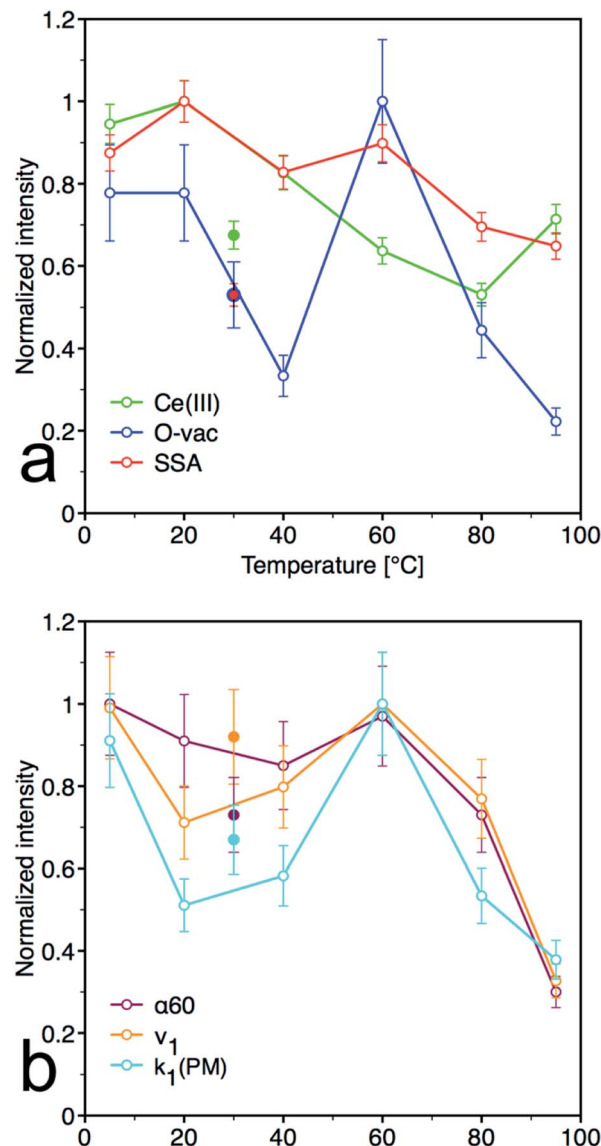 1.2
1
0.8
0.6
0.4
0.2
0
Normalized intensity
Ce(III)
O-vac
SSA
a
0 20 40 60 80 100
Temperature [°C]
1.2
1
0.8
0.6
0.4
0.2
0
Normalized intensity
α60
v₁
k₁(PM)
b
0 20 40 60 80 100